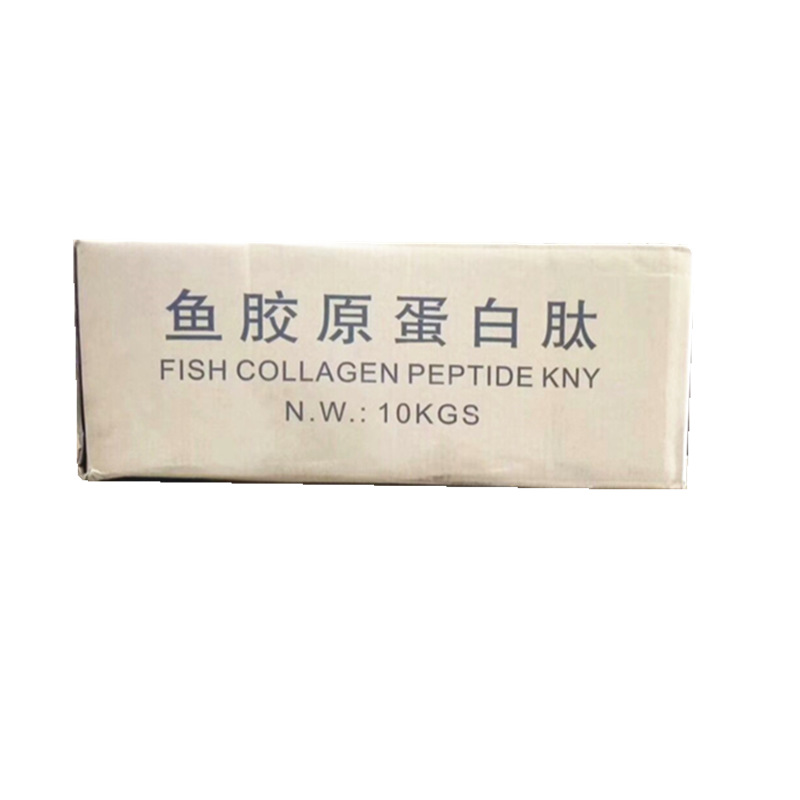 鱼胶原蛋白肽
FISH COLLAGEN PEPTIDE KNY
N.W.: 10KGS